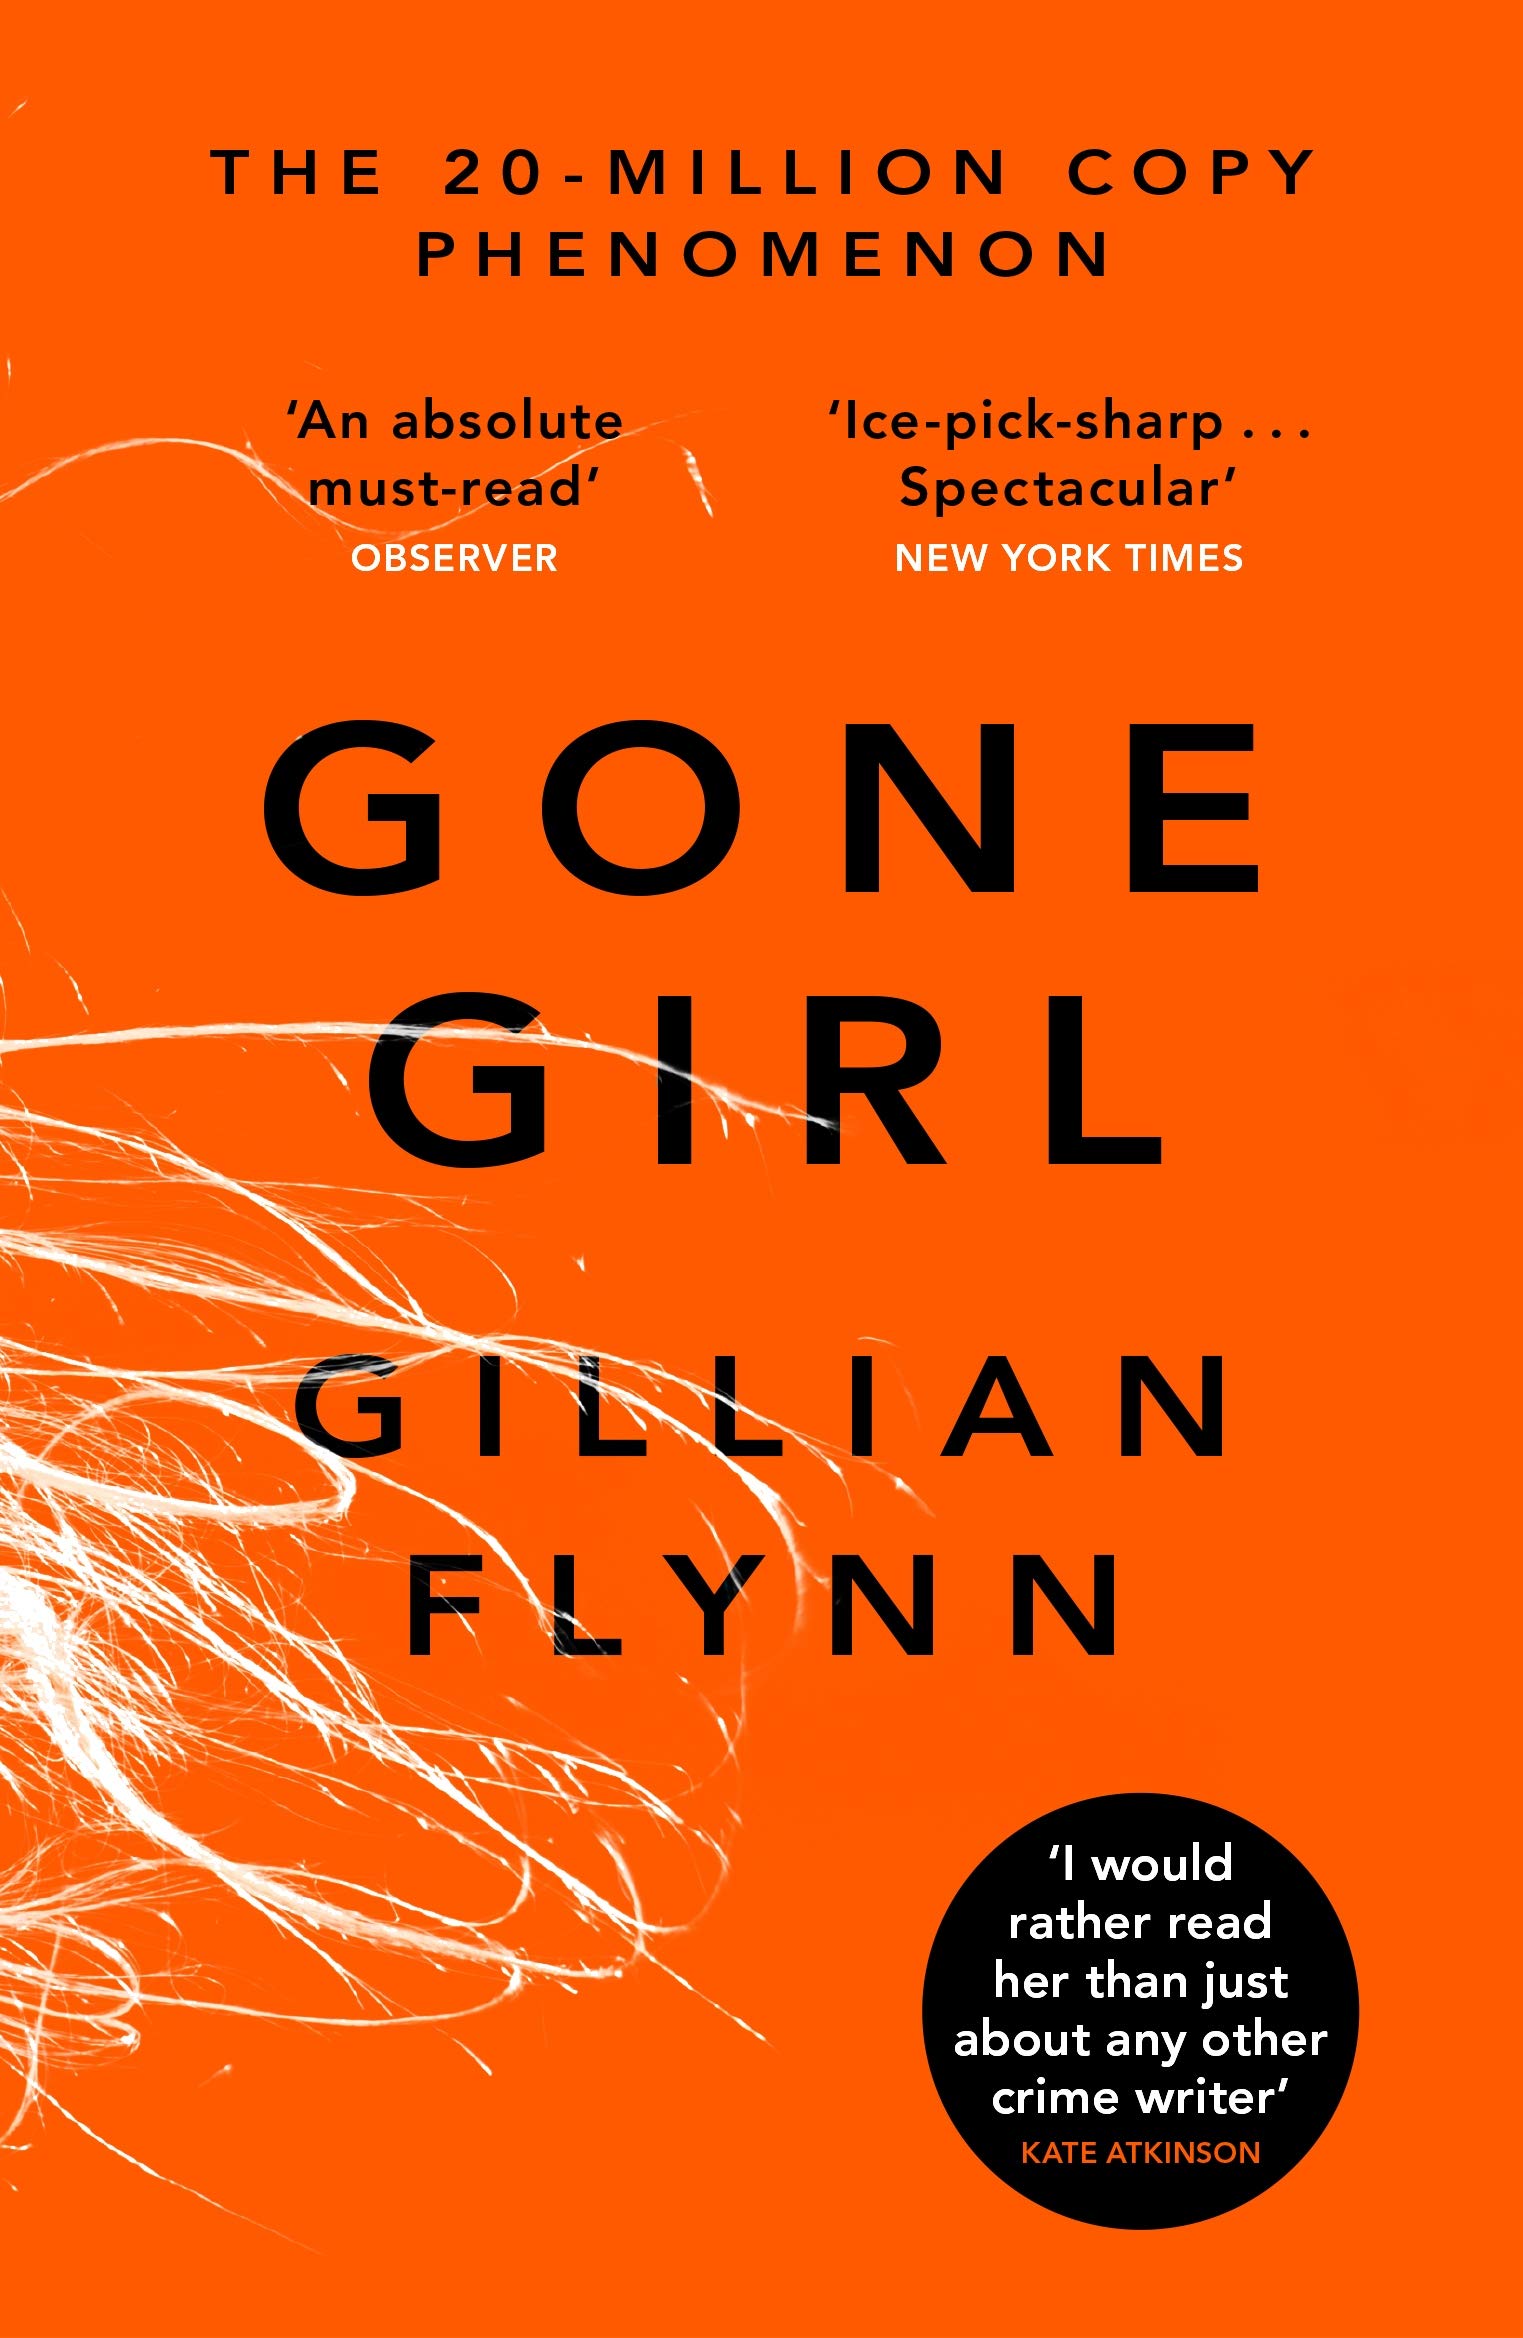 THE 20-MILLION COPY
PHENOMENON
‘An absolute
must-read’
OBSERVER
‘Ice-pick-sharp . . .
Spectacular’
NEW YORK TIMES
GONE
GIRL
GILLIAN
FLYNN
‘I would
rather read
her than just
about any other
crime writer’
KATE ATKINSON